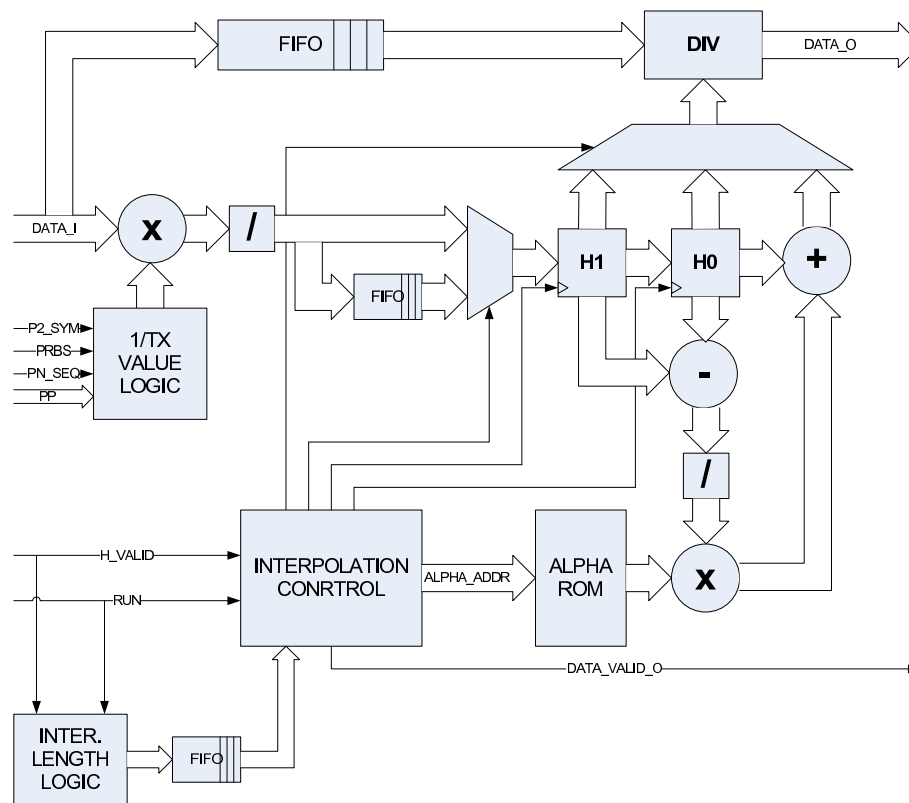 FIFO
DIV
DATA_O
DATA_I
x
/
H1
H0
+
FIFO
P2_SYM
PRBS
PN_SEQ
PP
1/TX
VALUE
LOGIC
-
/
H_VALID
RUN
INTERPOLATION
CONRTROL
ALPHA_ADDR
ALPHA
ROM
x
DATA_VALID_O
INTER.
LENGTH
LOGIC
FIFO